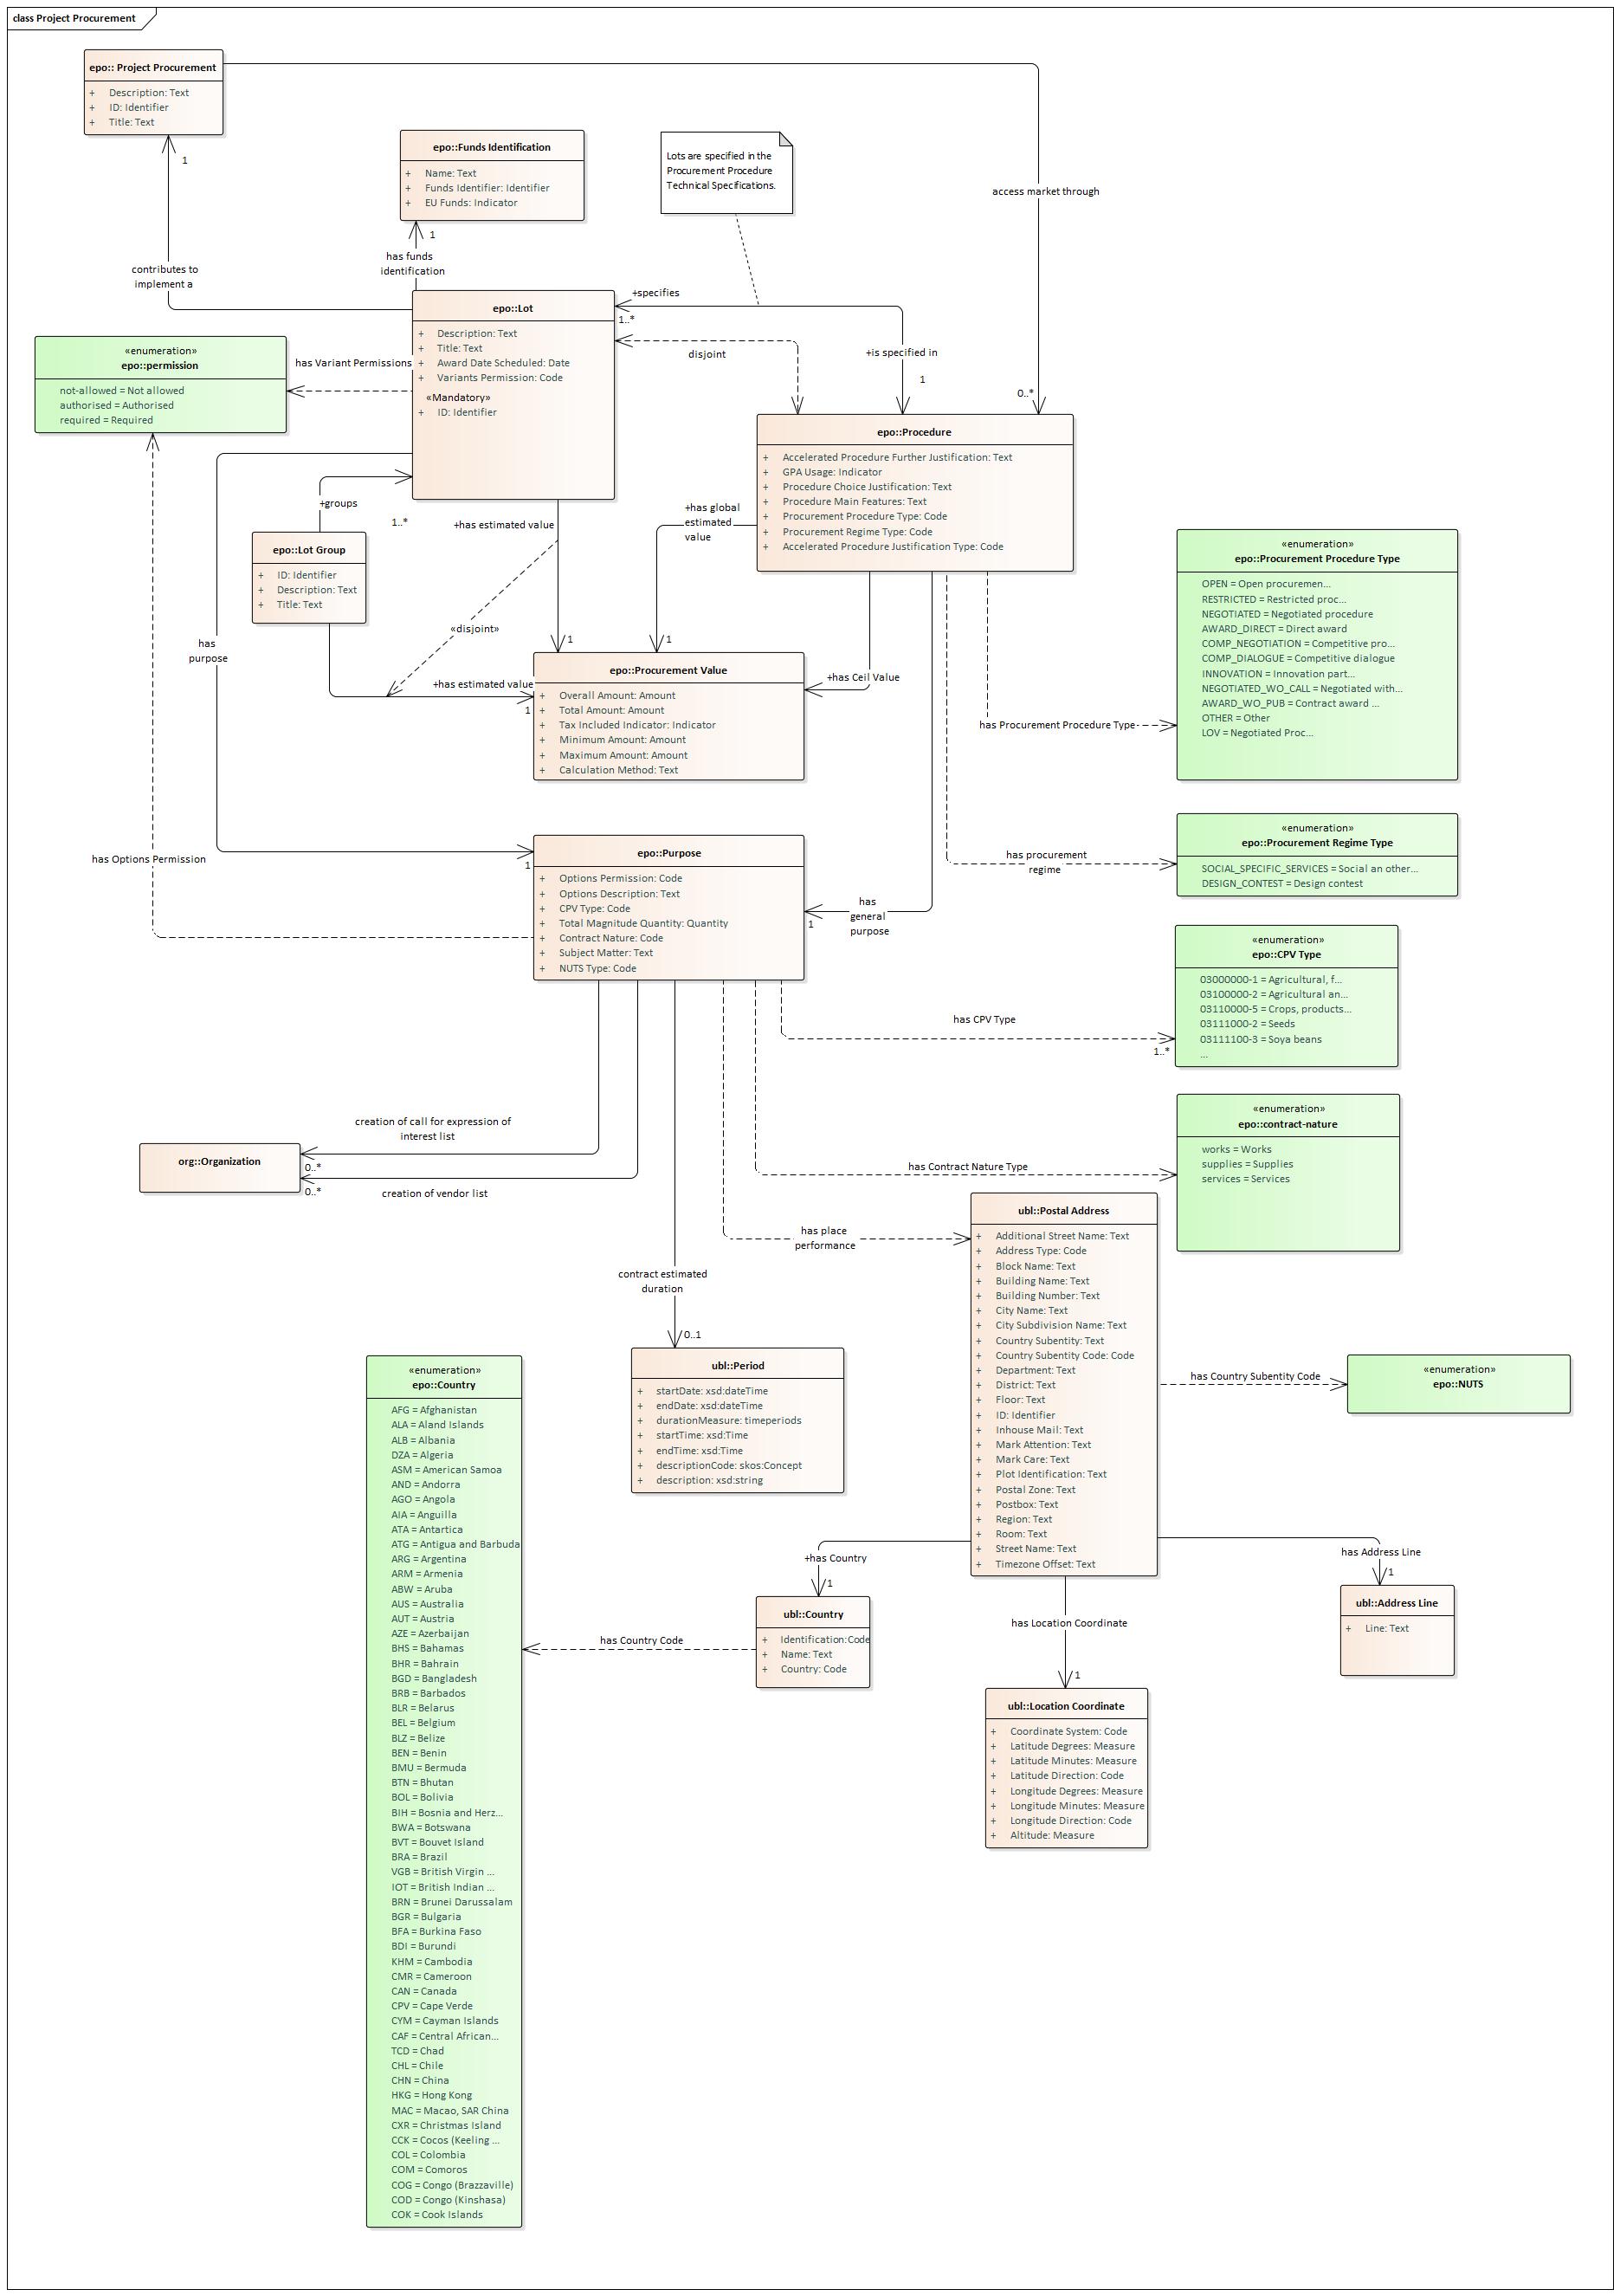 class Project Procurement
epo:: Project Procurement
+ Description: Text
+ ID: Identifier
+ Title: Text
1
contributes to
implement a
access market through
0..*
epo::Funds Identification
+ Name: Text
+ Funds Identifier: Identifier
+ EU Funds: Indicator
1
has funds
identification
Lots are specified in the
Procurement Procedure
Technical Specifications.
epo::Lot
+ Description: Text
+ Title: Text
+ Award Date Scheduled: Date
+ Variants Permission: Code
«Mandatory»
+ ID: Identifier
+specifies
1..*
disjoint
+is specified in
1
«enumeration»
epo::permission
not-allowed = Not allowed
authorised = Authorised
required = Required
has Variant Permissions
epo::Procedure
+ Accelerated Procedure Further Justification: Text
+ GPA Usage: Indicator
+ Procedure Choice Justification: Text
+ Procedure Main Features: Text
+ Procurement Procedure Type: Code
+ Procurement Regime Type: Code
+ Accelerated Procedure Justification Type: Code
+groups
1..*
epo::Lot Group
+ ID: Identifier
+ Description: Text
+ Title: Text
+has estimated value
1
+has global
estimated
value
1
«disjoint»
+has estimated value
1
+has Ceil Value
has
purpose
1
epo::Procurement Value
+ Overall Amount: Amount
+ Total Amount: Amount
+ Tax Included Indicator: Indicator
+ Minimum Amount: Amount
+ Maximum Amount: Amount
+ Calculation Method: Text
has Procurement Procedure Type
«enumeration»
epo::Procurement Procedure Type
OPEN = Open procuremen...
RESTRICTED = Restricted proc...
NEGOTIATED = Negotiated procedure
AWARD_DIRECT = Direct award
COMP_NEGOTIATION = Competitive pro...
COMP_DIALOGUE = Competitive dialogue
INNOVATION = Innovation part...
NEGOTIATED_WO_CALL = Negotiated with...
AWARD_WO_PUB = Contract award ...
OTHER = Other
LOV = Negotiated Proc...
has procurement
regime
«enumeration»
epo::Procurement Regime Type
SOCIAL_SPECIFIC_SERVICES = Social an other...
DESIGN_CONTEST = Design contest
has Options Permission
epo::Purpose
+ Options Permission: Code
+ Options Description: Text
+ CPV Type: Code
+ Total Magnitude Quantity: Quantity
+ Contract Nature: Code
+ Subject Matter: Text
+ NUTS Type: Code
has
general
purpose
1
has CPV Type
1..*
«enumeration»
epo::CPV Type
03000000-1 = Agricultural, f...
03100000-2 = Agricultural an...
03110000-5 = Crops, products...
03111000-2 = Seeds
03111100-3 = Soya beans
...
creation of call for expression of
interest list
0..*
org::Organization
creation of vendor list
0..*
has Contract Nature Type
«enumeration»
epo::contract-nature
works = Works
supplies = Supplies
services = Services
has place
performance
contract estimated
duration
0..1
ubl::Postal Address
+ Additional Street Name: Text
+ Address Type: Code
+ Block Name: Text
+ Building Name: Text
+ Building Number: Text
+ City Name: Text
+ City Subdivision Name: Text
+ Country Subentity: Text
+ Country Subentity Code: Code
+ Department: Text
+ District: Text
+ Floor: Text
+ ID: Identifier
+ Inhouse Mail: Text
+ Mark Attention: Text
+ Mark Care: Text
+ Plot Identification: Text
+ Postal Zone: Text
+ Postbox: Text
+ Region: Text
+ Room: Text
+ Street Name: Text
+ Timezone Offset: Text
ubl::Period
+ startDate: xsd:dateTime
+ endDate: xsd:dateTime
+ durationMeasure: timeperiods
+ startTime: xsd:Time
+ endTime: xsd:Time
+ descriptionCode: skos:Concept
+ description: xsd:string
has Country Subentity Code
«enumeration»
epo::NUTS
+has Country
1
has Location Coordinate
1
has Address Line
1
ubl::Address Line
+ Line: Text
ubl::Country
+ Identification:Code
+ Name: Text
+ Country: Code
has Country Code
ubl::Location Coordinate
+ Coordinate System: Code
+ Latitude Degrees: Measure
+ Latitude Minutes: Measure
+ Latitude Direction: Code
+ Longitude Degrees: Measure
+ Longitude Minutes: Measure
+ Longitude Direction: Code
+ Altitude: Measure
«enumeration»
epo::Country
AFG = Afghanistan
ALA = Aland Islands
ALB = Albania
DZA = Algeria
ASM = American Samoa
AND = Andorra
AGO = Angola
AIA = Anguilla
ATA = Antartica
ATG = Antigua and Barbuda
ARG = Argentina
ARM = Armenia
ABW = Aruba
AUS = Australia
AUT = Austria
AZE = Azerbaijan
BHS = Bahamas
BHR = Bahrain
BGD = Bangladesh
BRB = Barbados
BLR = Belarus
BEL = Belgium
BLZ = Belize
BEN = Benin
BMU = Bermuda
BTN = Bhutan
BOL = Bolivia
BIH = Bosnia and Herz...
BWA = Botswana
BVT = Bouvet Island
BRA = Brazil
VGB = British Virgin ...
IOT = British Indian ...
BRN = Brunei Darussalam
BGR = Bulgaria
BFA = Burkina Faso
BDI = Burundi
KHM = Cambodia
CMR = Cameroon
CAN = Canada
CPV = Cape Verde
CYM = Cayman Islands
CAF = Central African...
TCD = Chad
CHL = Chile
CHN = China
HKG = Hong Kong
MAC = Macao, SAR China
CXR = Christmas Island
CCK = Cocos (Keeling ...
COL = Colombia
COM = Comoros
COG = Congo (Brazzaville)
COD = Congo (Kinshasa)
COK = Cook Islands